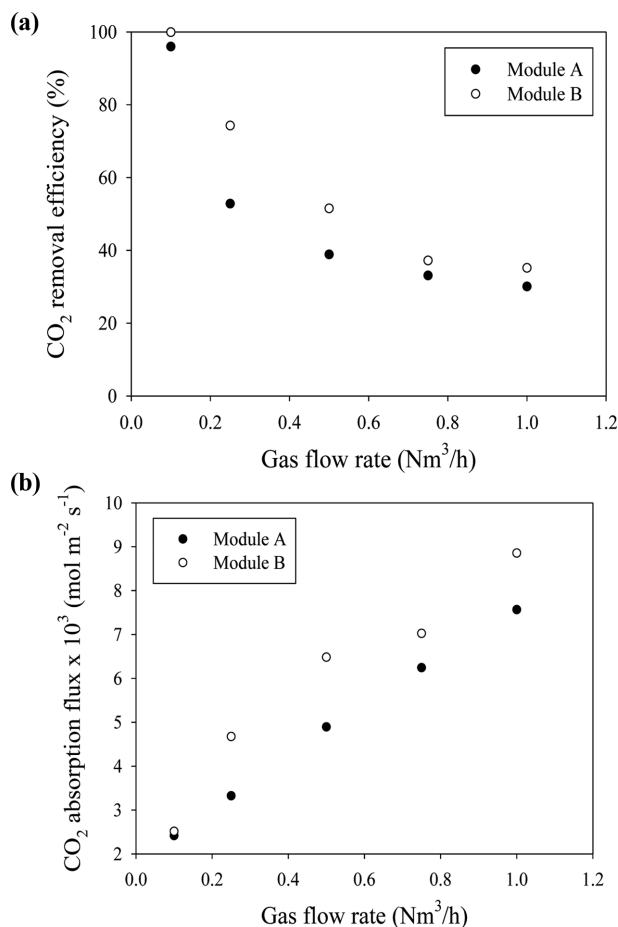 (a)
CO₂ removal efficiency (%)
100
80
60
40
20
0
Module A
Module B
0.0 0.2 0.4 0.6 0.8 1.0 1.2
Gas flow rate (Nm³/h)
(b)
CO₂ absorption flux x 10³ (mol m⁻² s⁻¹)
10
9
8
7
6
5
4
3
2
Module A
Module B
0.0 0.2 0.4 0.6 0.8 1.0 1.2
Gas flow rate (Nm³/h)